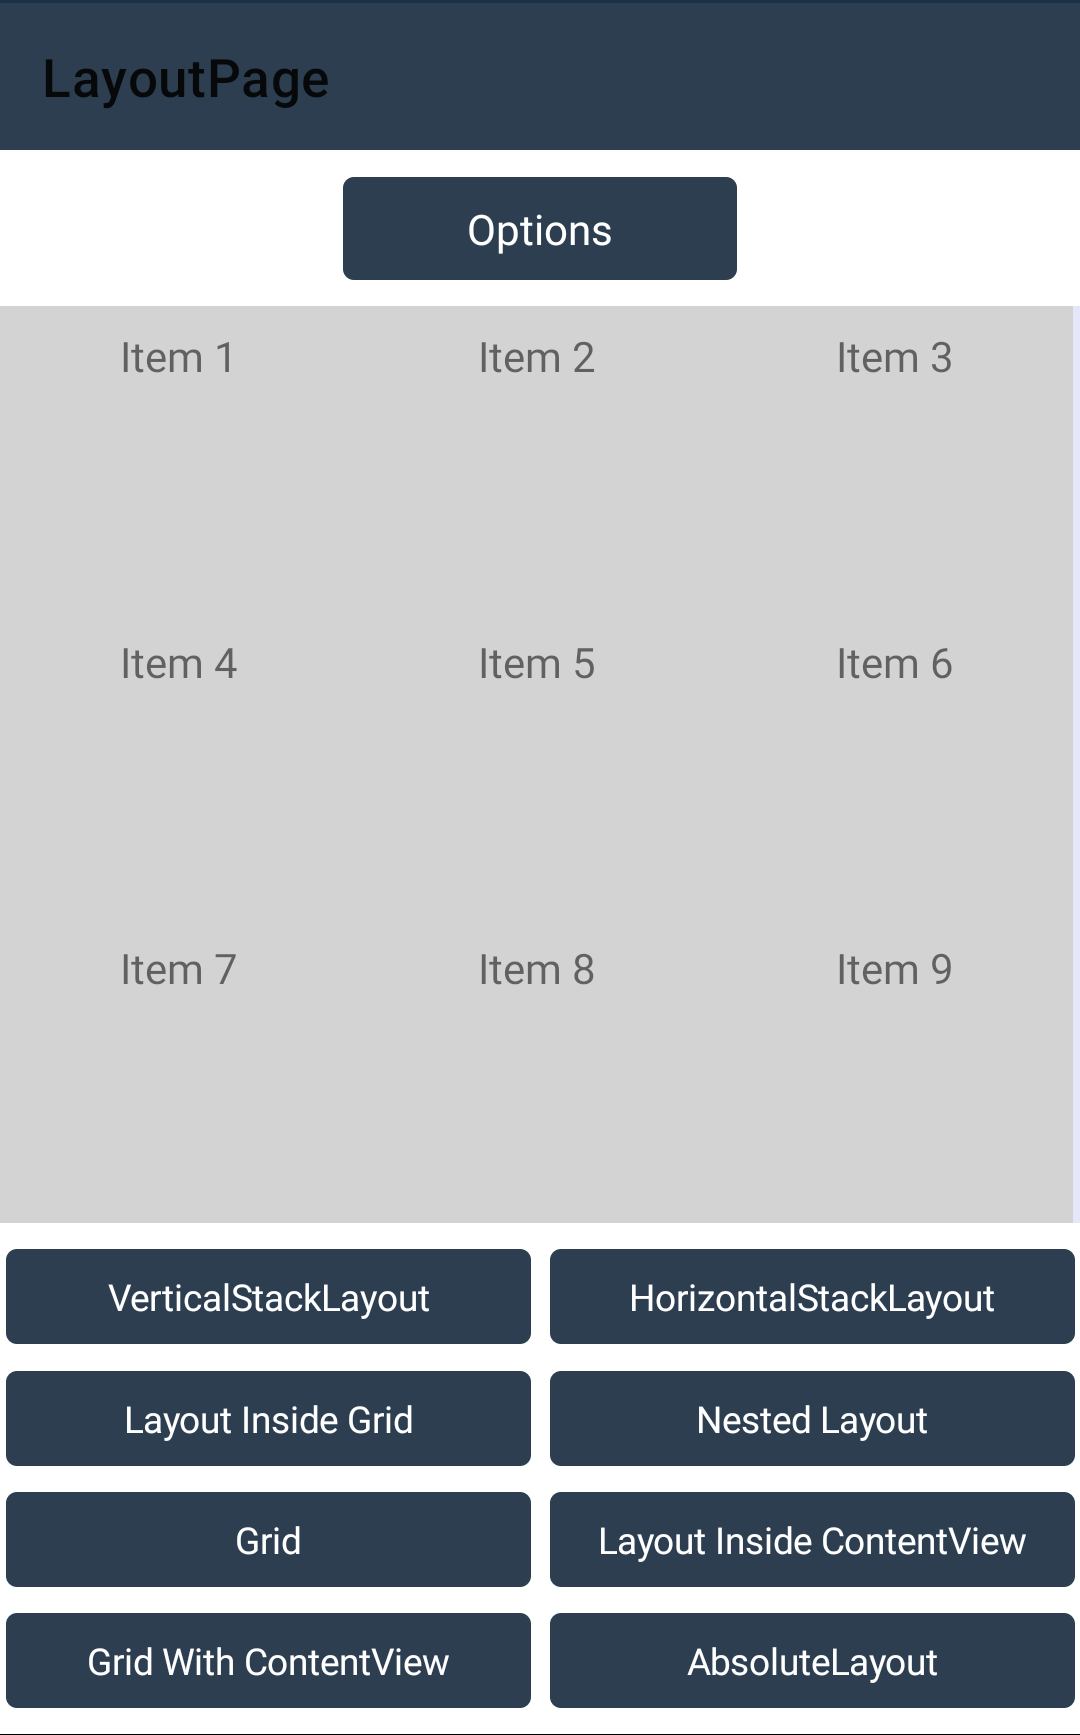 LayoutPage
Options
Item 1 Item 2 Item 3
Item 4 Item 5 Item 6
Item 7 Item 8 Item 9
VerticalStackLayout HorizontalStackLayout
Layout Inside Grid Nested Layout
Grid Layout Inside ContentView
Grid With ContentView AbsoluteLayout